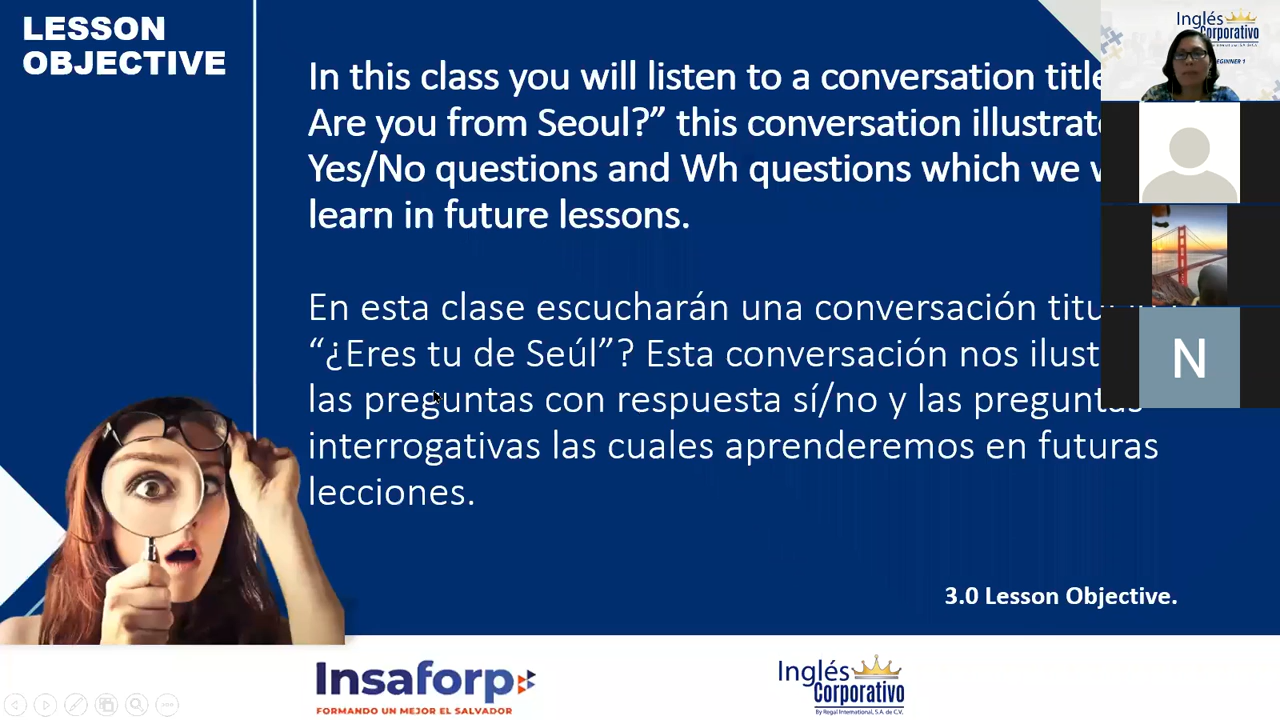 LESSON
OBJECTIVE
In this class you will listen to a conversation title
Are you from Seoul?” this conversation illustrat
Yes/No questions and Wh questions which we
learn in future lessons.
En esta clase escucharán una conversación
“¿Eres tu de Seúl”? Esta conversación nos
las preguntas con respuesta sí/no y las preguntas
interrogativas las cuales aprenderemos en futuras
lecciones.
3.0 Lesson Objective.
Insaforp
FORMANDO UN MEJOR EL SALVADOR
Inglés
Corporativo
By Regal International, S.A. de C.V.
Inglés
Corporativo
EGINNER 1
N